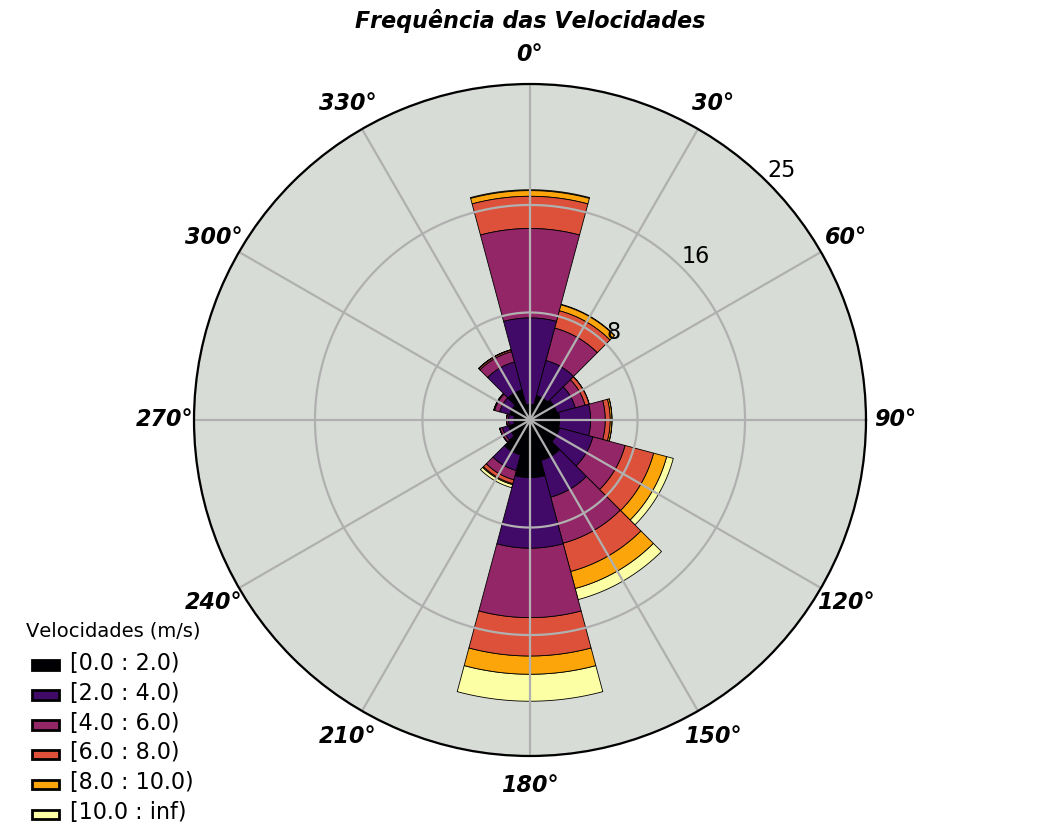 Frequência das Velocidades
0°
330°
30°
25
300°
60°
16
8
270°
90°
240°
120°
210°
150°
180°
Velocidades (m/s)
[0.0 : 2.0)
[2.0 : 4.0)
[4.0 : 6.0)
[6.0 : 8.0)
[8.0 : 10.0)
[10.0 : inf)